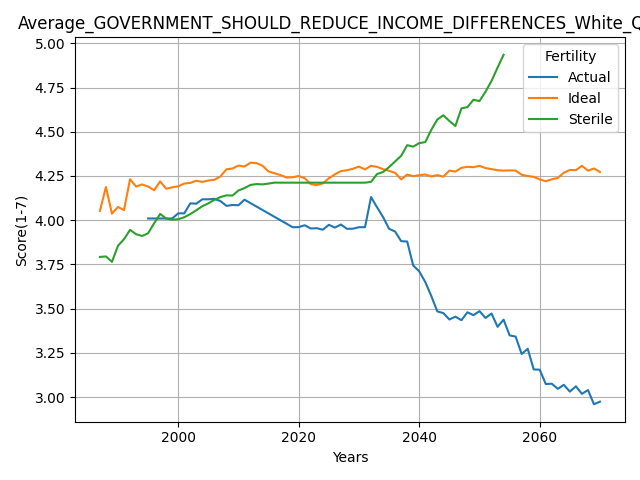 Average_GOVERNMENT_SHOULD_REDUCE_INCOME_DIFFERENCES_White_Q
5.00
4.75
4.50
4.25
4.00
3.75
3.50
3.25
3.00
Score(1-7)
Fertility
Actual
Ideal
Sterile
2000 2020 2040 2060
Years